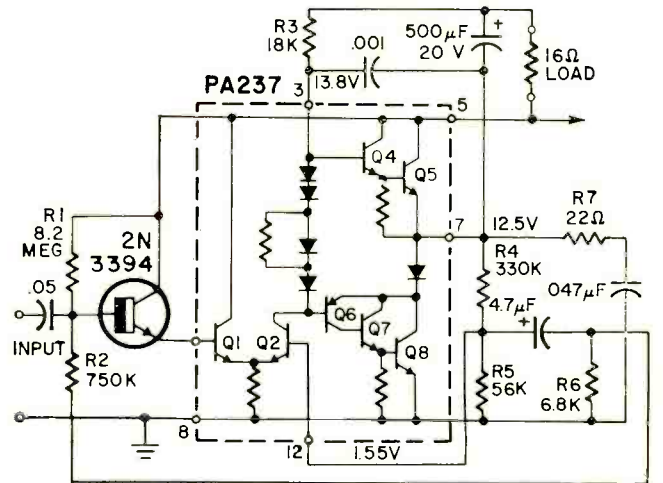 R3
18K
.001
500µF
20 V
+
16Ω
LOAD
PA237
3
13.8V
5
Q4
Q5
R1
8.2
MEG
2N
3394
7
12.5V
R7
22Ω
R4
330K
.05
4.7µF
+
047µF
INPUT
Q1
Q2
Q6
Q7
Q8
R2
750K
R5
56K
R6
6.8K
8
12
1.55V